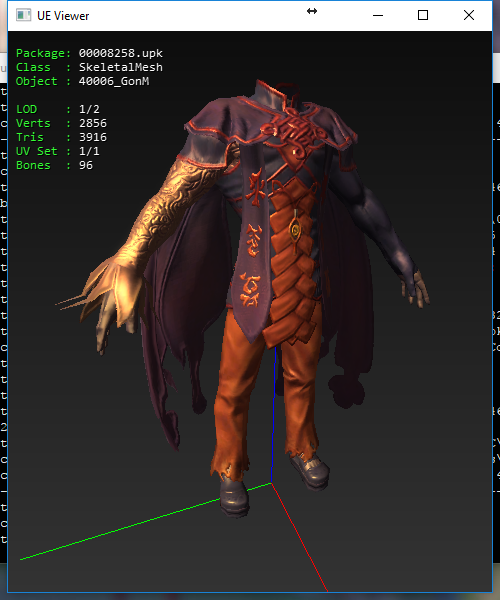 UE Viewer
Package: 00008258.upk
Class : SkeletalMesh
Object : 40006_GonM
LOD : 1/2
Verts : 2856
Tris : 3916
UV Set : 1/1
Bones : 96